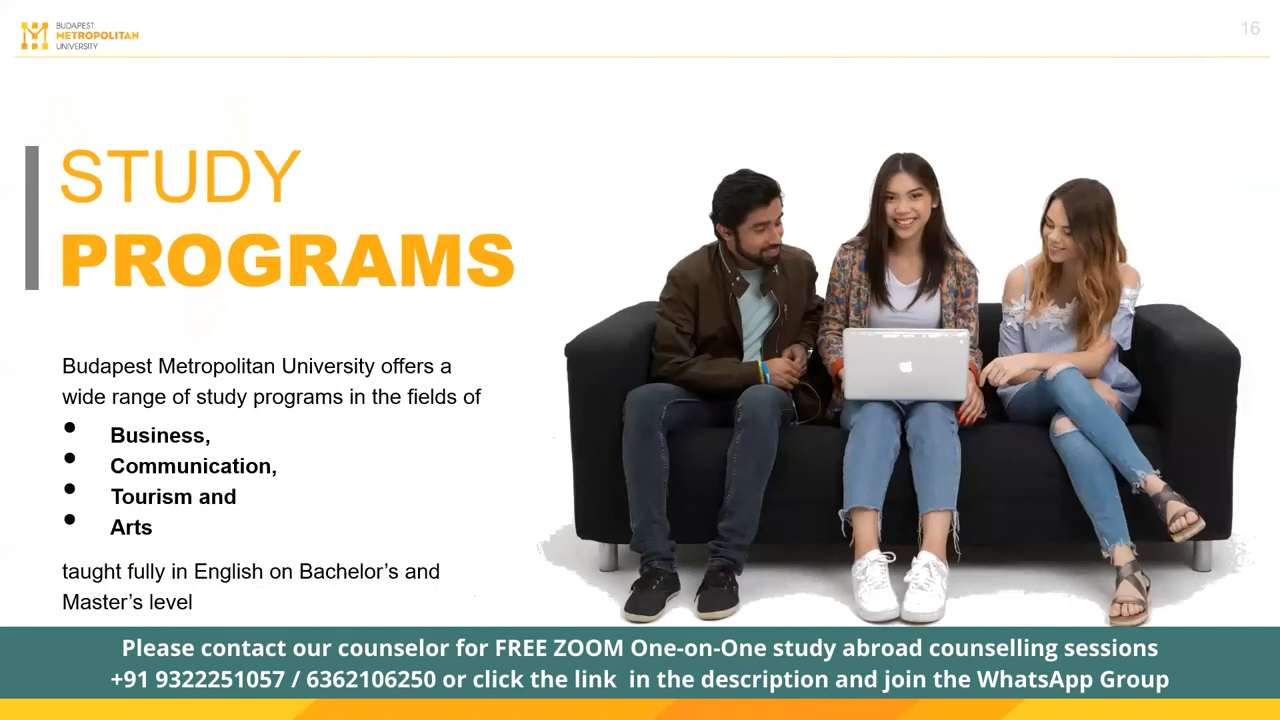 BUDAPEST
METROPOLITAN
UNIVERSITY
16
STUDY
PROGRAMS
Budapest Metropolitan University offers a
wide range of study programs in the fields of
• Business,
• Communication,
• Tourism and
• Arts
taught fully in English on Bachelor’s and
Master’s level
Please contact our counselor for FREE ZOOM One-on-One study abroad counselling sessions
+91 9322251057 / 6362106250 or click the link in the description and join the WhatsApp Group